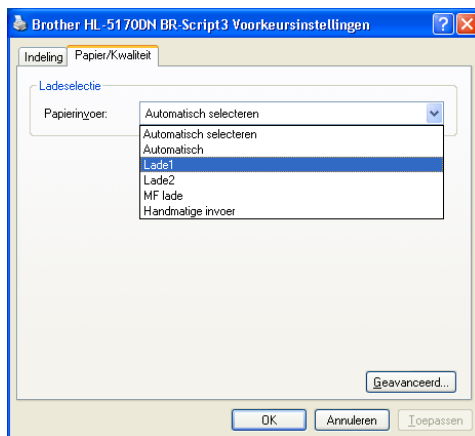 Brother HL-5170DN BR-Script3 Voorkeursinstellingen
Indeling Papier/Kwaliteit
Ladeselectie
Papierinvoer: Automatisch selecteren
Automatisch selecteren
Automatisch
Lade1
Lade2
MF lade
Handmatige invoer
Geavanceerd...
OK Annuleren Toepassen